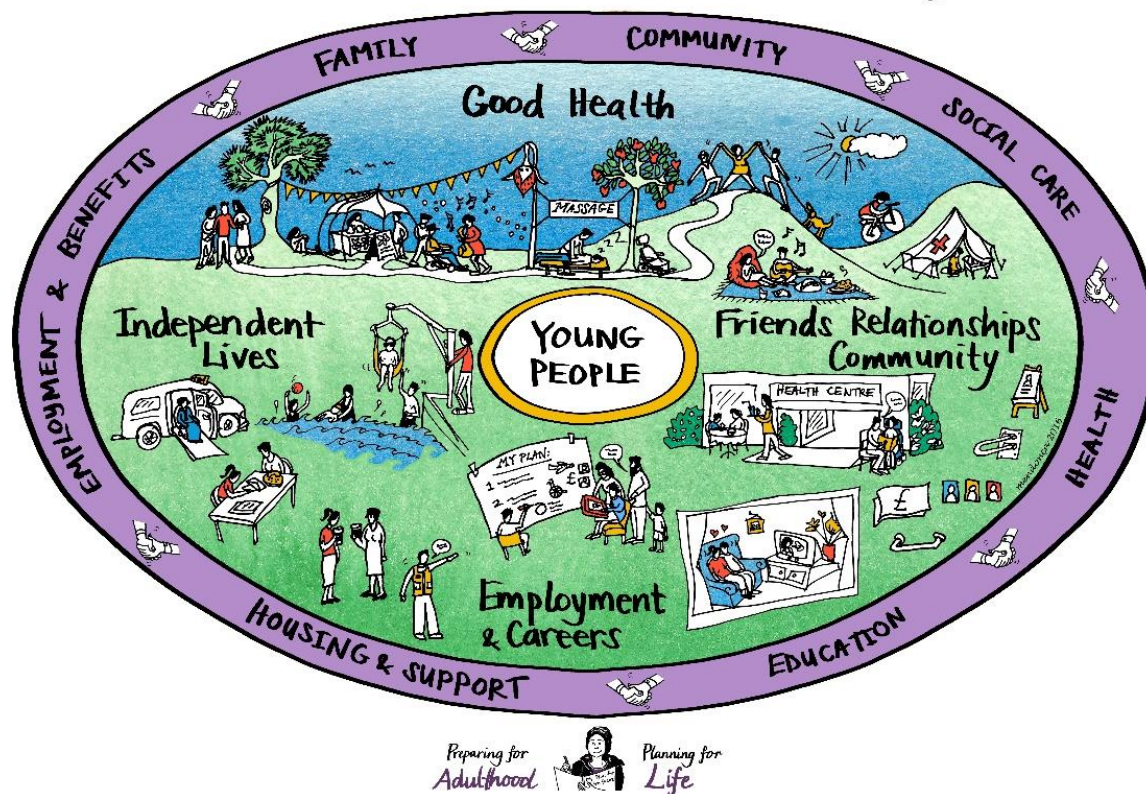 FAMILY
COMMUNITY
SOCIAL CARE
HEALTH
EDUCATION
HOUSING & SUPPORT
EMPLOYMENT & BENEFITS
Good Health
MASSAGE
zzz
Independent
Lives
YOUNG
PEOPLE
Friends Relationships
Community
HEALTH CENTRE
MY PLAN:
1
£
2
£
Employment
& Careers
Preparing for
Adulthood
Planning for
Life